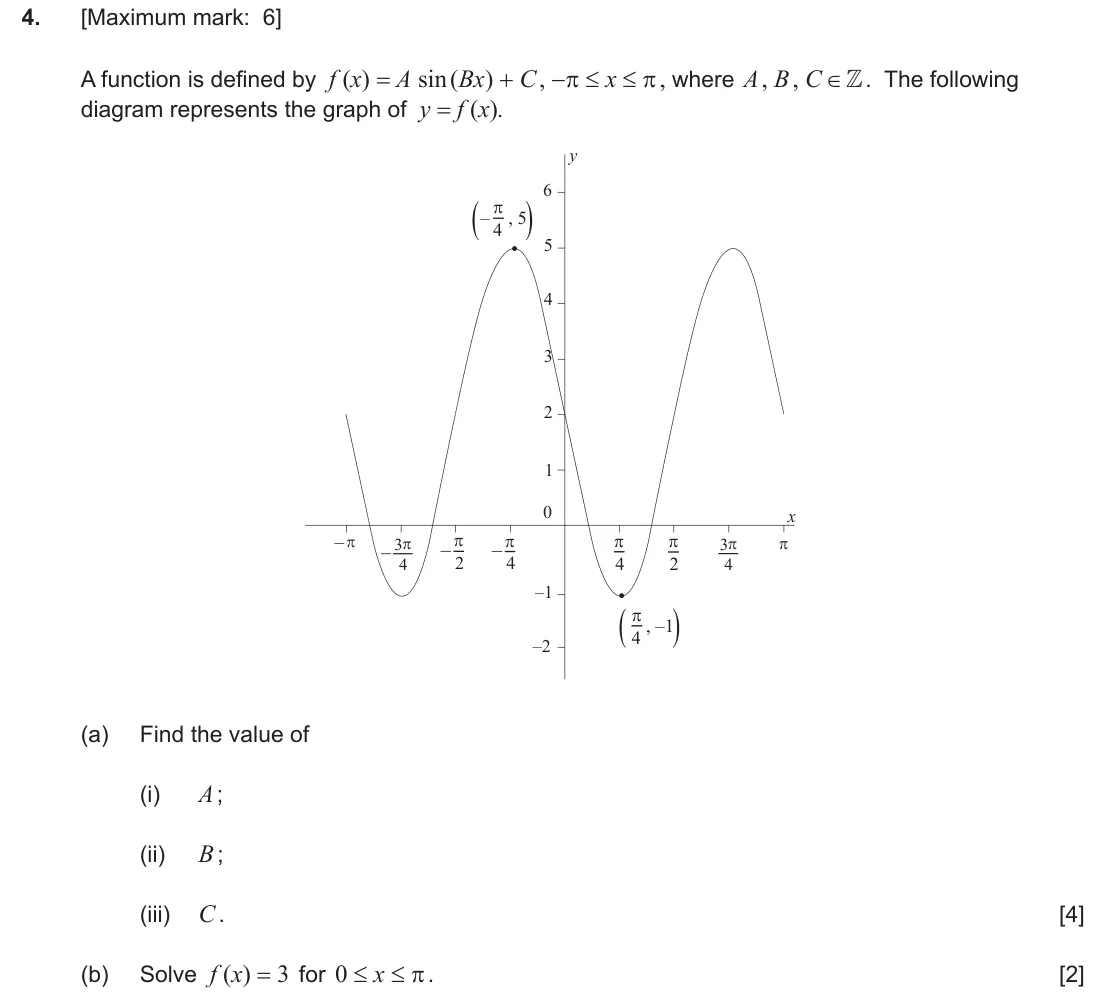 4. [Maximum mark: 6]
A function is defined by f(x) = A sin(Bx) + C, −π ≤ x ≤ π, where A, B, C ∈ ℤ. The following
diagram represents the graph of y = f(x).
y
6
(−π/4, 5)
5
4
3
2
1
0
x
−π −3π/4 −π/2 −π/4 π/4 π/2 3π/4 π
−1
(π/4, −1)
−2
(a) Find the value of
(i) A;
(ii) B;
(iii) C. [4]
(b) Solve f(x) = 3 for 0 ≤ x ≤ π. [2]